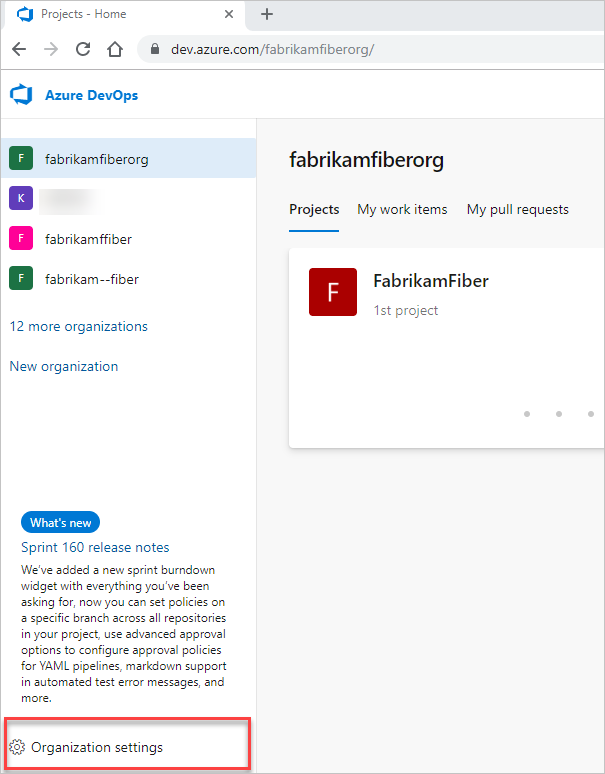 Projects - Home
dev.azure.com/fabrikamfiberorg/
Azure DevOps
F fabrikamfiberorg
K
F fabrikamffiber
F fabrikam--fiber
12 more organizations
New organization
What's new
Sprint 160 release notes
We've added a new sprint burndown
widget with everything you've been
asking for, now you can set policies on
a specific branch across all repositories
in your project, use advanced approval
options to configure approval policies
for YAML pipelines, markdown support
in automated test error messages, and
more.
Organization settings
fabrikamfiberorg
Projects My work items My pull requests
F FabrikamFiber
1st project